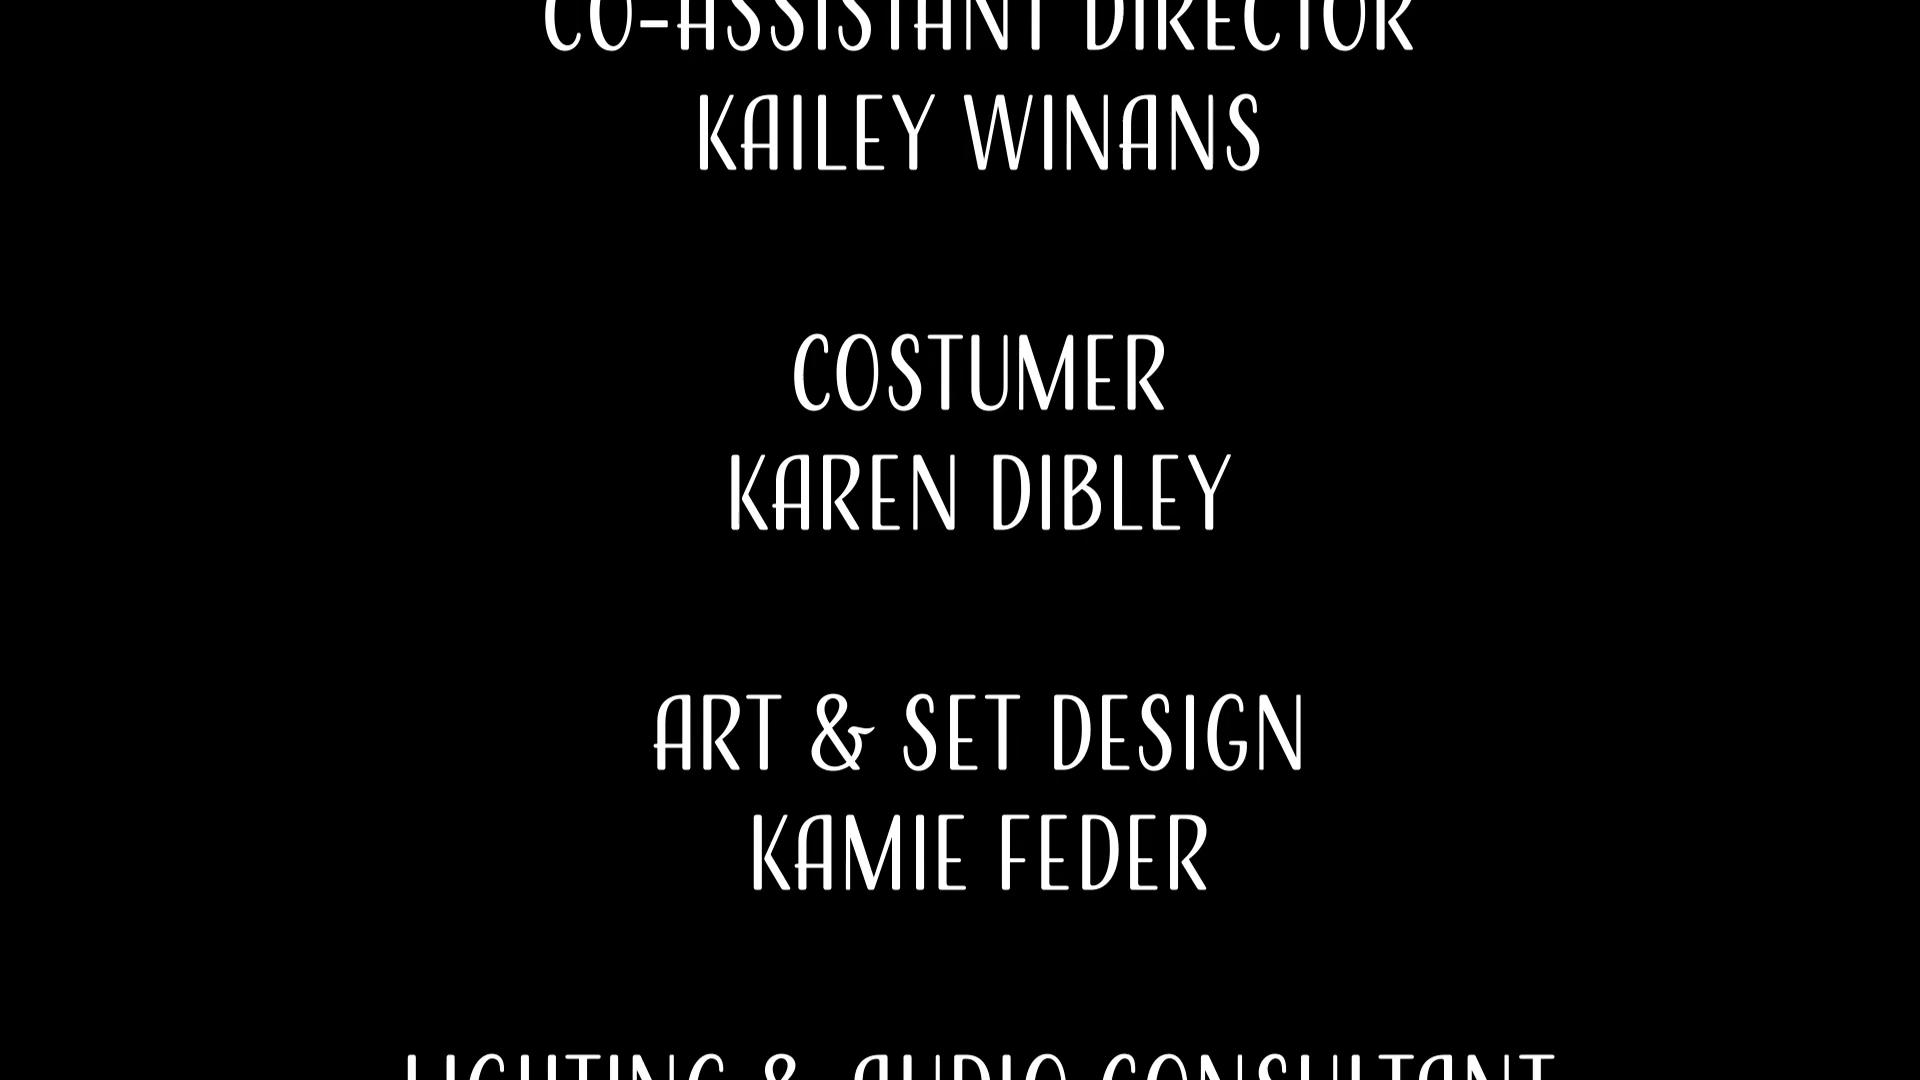 CO-ASSISTANT DIRECTOR
KAILEY WINANS
COSTUMER
KAREN DIBLEY
ART & SET DESIGN
KAMIE FEDER
LIGHTING & AUDIO CONSULTANT